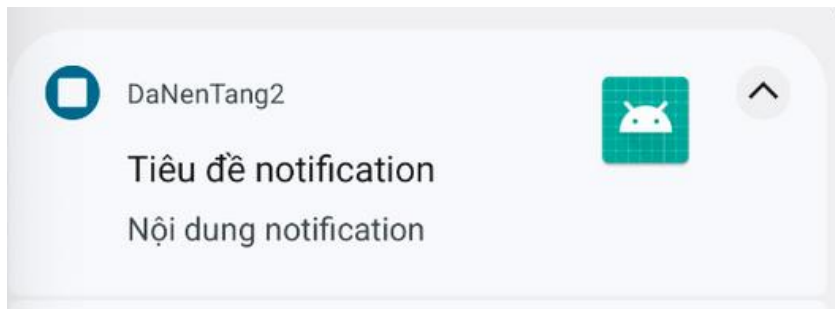 DaNenTang2
Tiêu đề notification
Nội dung notification